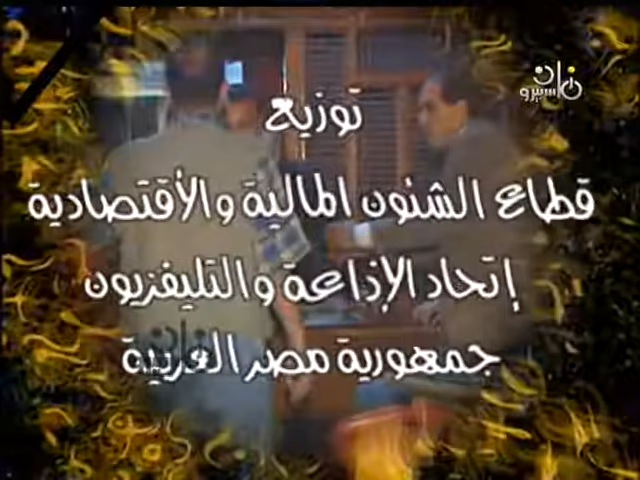 توزيع
قطاع الشئون المالية والأقتصادية
إتحاد الإذاعة والتليفزيون
جمهورية مصر العربية